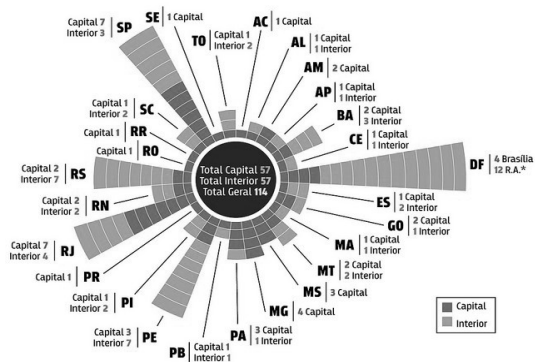 AC | 1 Capital
AL | 1 Capital
1 Interior
AM | 2 Capital
AP | 1 Capital
1 Interior
BA | 2 Capital
3 Interior
CE | 1 Capital
1 Interior
DF | 4 Brasília
12 R.A.*
ES | 1 Capital
2 Interior
GO | 2 Capital
1 Interior
MA | 1 Capital
1 Interior
MT | 2 Capital
2 Interior
MS | 3 Capital
MG | 4 Capital
PA | 3 Capital
1 Interior
PB | Capital 1
Interior 1
Capital 3 | PE
Interior 7
Capital 1 | PI
Interior 2
Capital 1 | PR
Capital 7 | RJ
Interior 4
Capital 2 | RN
Interior 2
Capital 2 | RS
Interior 7
Capital 1 | RO
Capital 1 | RR
Capital 1 | SC
Interior 2
Capital 7 | SP
Interior 3
SE | 1 Capital
TO | Capital 1
Interior 2
Total Capital 57
Total Interior 57
Total Geral 114
Capital
Interior